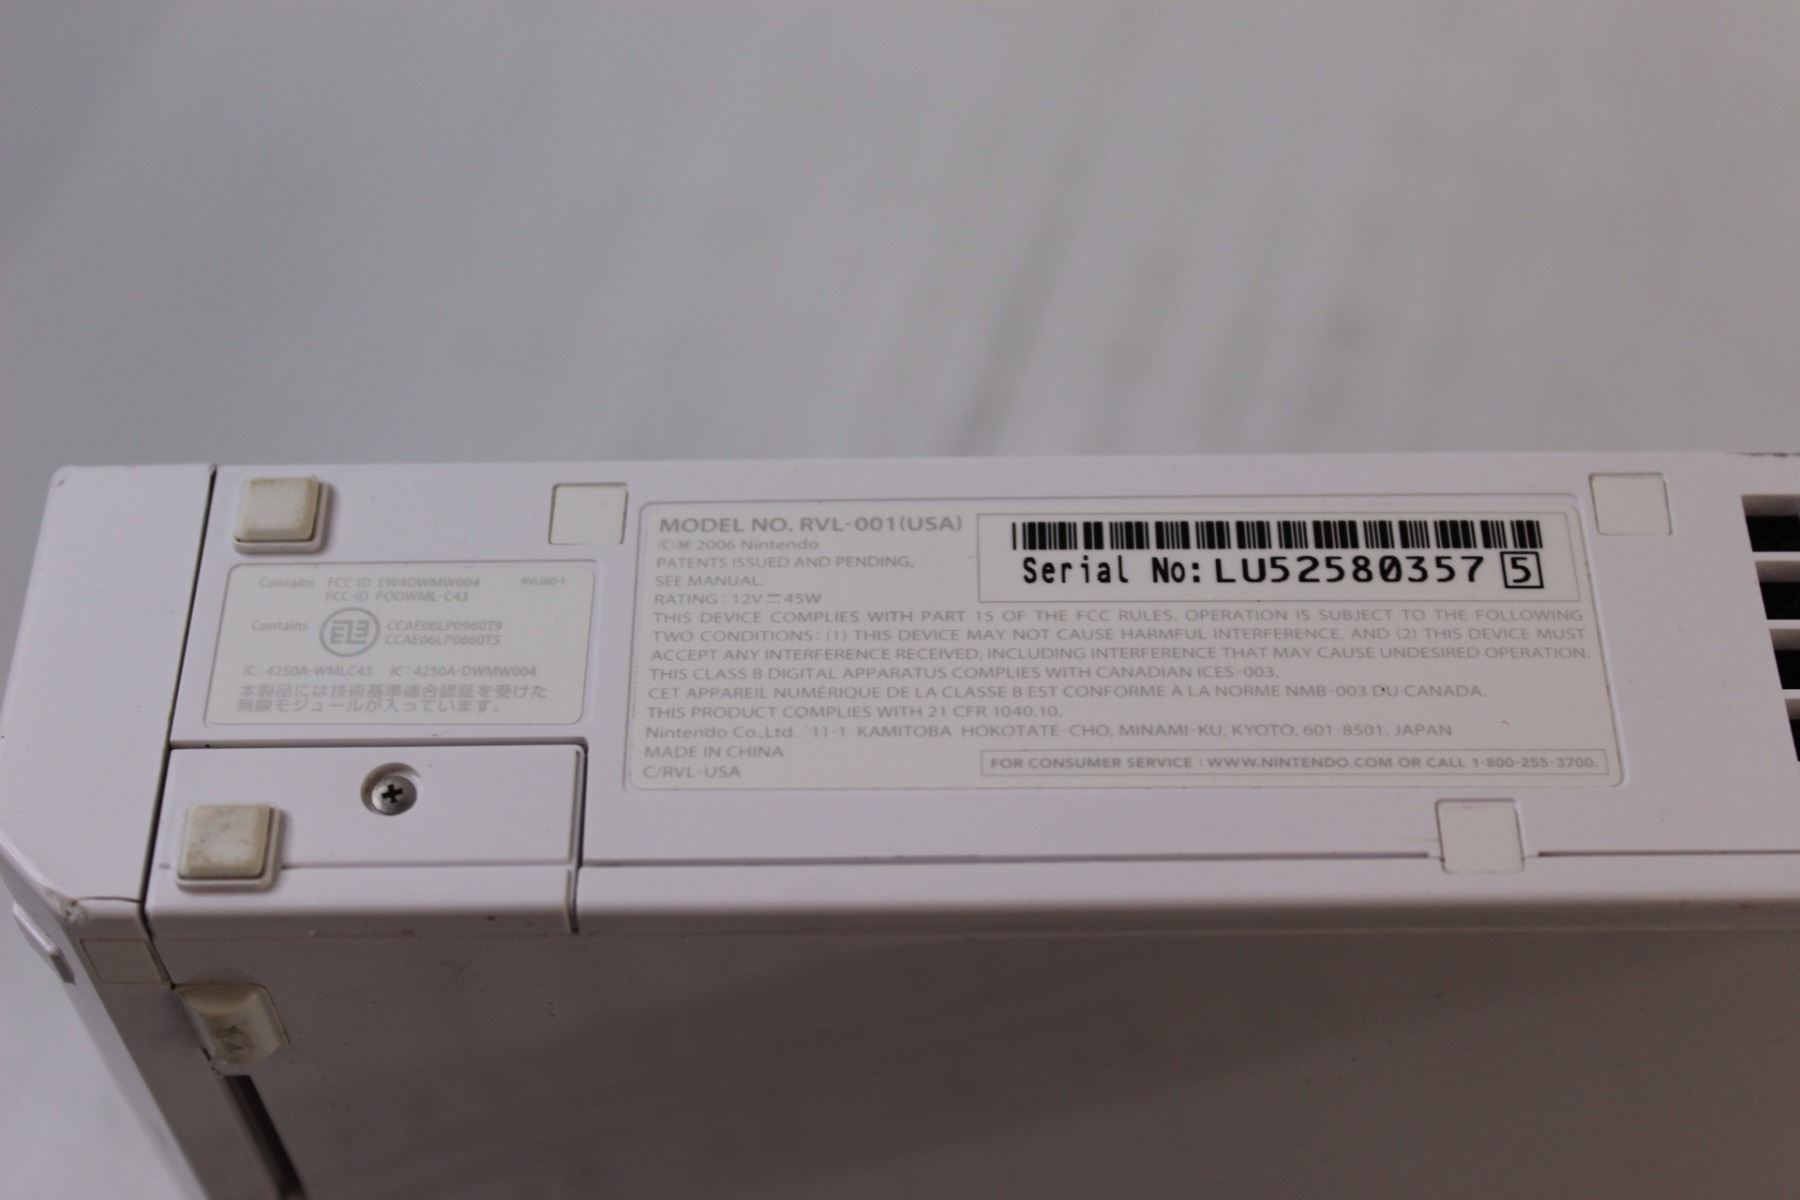 Contains FCC-ID EW4DWMW004 RVL040-1
FCC-ID POOWML-C43
Contains CCAE06LP0960T9
CCAE06LP0860T5
IC : 4250A-WMLC43 IC : 4250A-DWMW004
本製品には技術基準適合認証を受けた
無線モジュールが入っています。
MODEL NO. RVL-001(USA)
©Ⓜ 2006 Nintendo
PATENTS ISSUED AND PENDING,
SEE MANUAL.
RATING : 12V⎓45W
Serial No: LU52580357 5
THIS DEVICE COMPLIES WITH PART 15 OF THE FCC RULES. OPERATION IS SUBJECT TO THE FOLLOWING
TWO CONDITIONS: (1) THIS DEVICE MAY NOT CAUSE HARMFUL INTERFERENCE, AND (2) THIS DEVICE MUST
ACCEPT ANY INTERFERENCE RECEIVED, INCLUDING INTERFERENCE THAT MAY CAUSE UNDESIRED OPERATION.
THIS CLASS B DIGITAL APPARATUS COMPLIES WITH CANADIAN ICES-003.
CET APPAREIL NUMÉRIQUE DE LA CLASSE B EST CONFORME À LA NORME NMB-003 DU CANADA.
THIS PRODUCT COMPLIES WITH 21 CFR 1040.10.
Nintendo Co.,Ltd. 11-1 KAMITOBA HOKOTATE-CHO, MINAMI-KU, KYOTO, 601-8501, JAPAN
MADE IN CHINA
C/RVL-USA
FOR CONSUMER SERVICE : WWW.NINTENDO.COM OR CALL 1-800-255-3700.